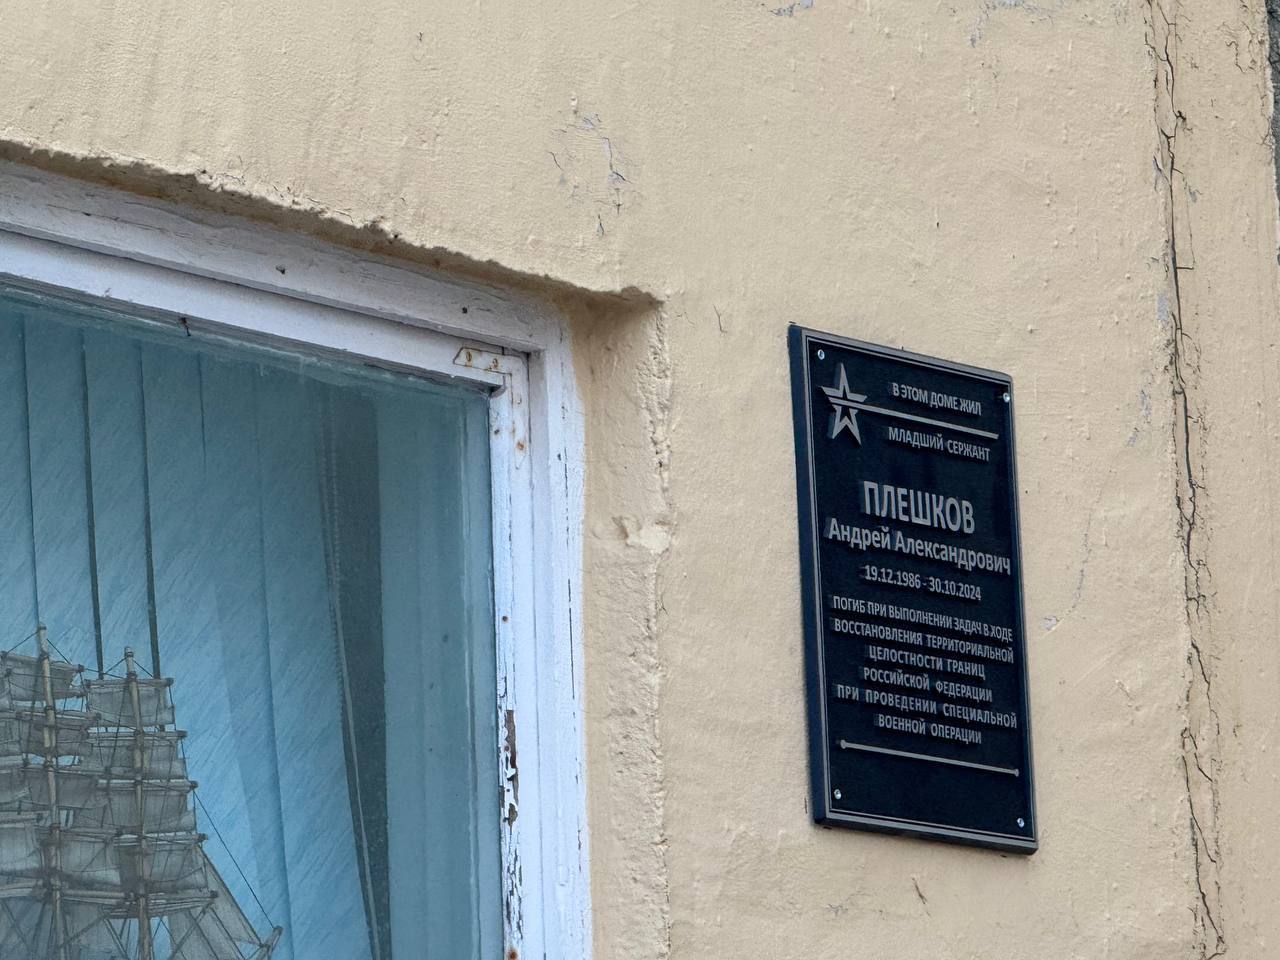 В ЭТОМ ДОМЕ ЖИЛ
МЛАДШИЙ СЕРЖАНТ
ПЛЕШКОВ
Андрей Александрович
19.12.1986 - 30.10.2024
ПОГИБ ПРИ ВЫПОЛНЕНИИ ЗАДАЧ В ХОДЕ
ВОССТАНОВЛЕНИЯ ТЕРРИТОРИАЛЬНОЙ
ЦЕЛОСТНОСТИ ГРАНИЦ
РОССИЙСКОЙ ФЕДЕРАЦИИ
ПРИ ПРОВЕДЕНИИ СПЕЦИАЛЬНОЙ
ВОЕННОЙ ОПЕРАЦИИ